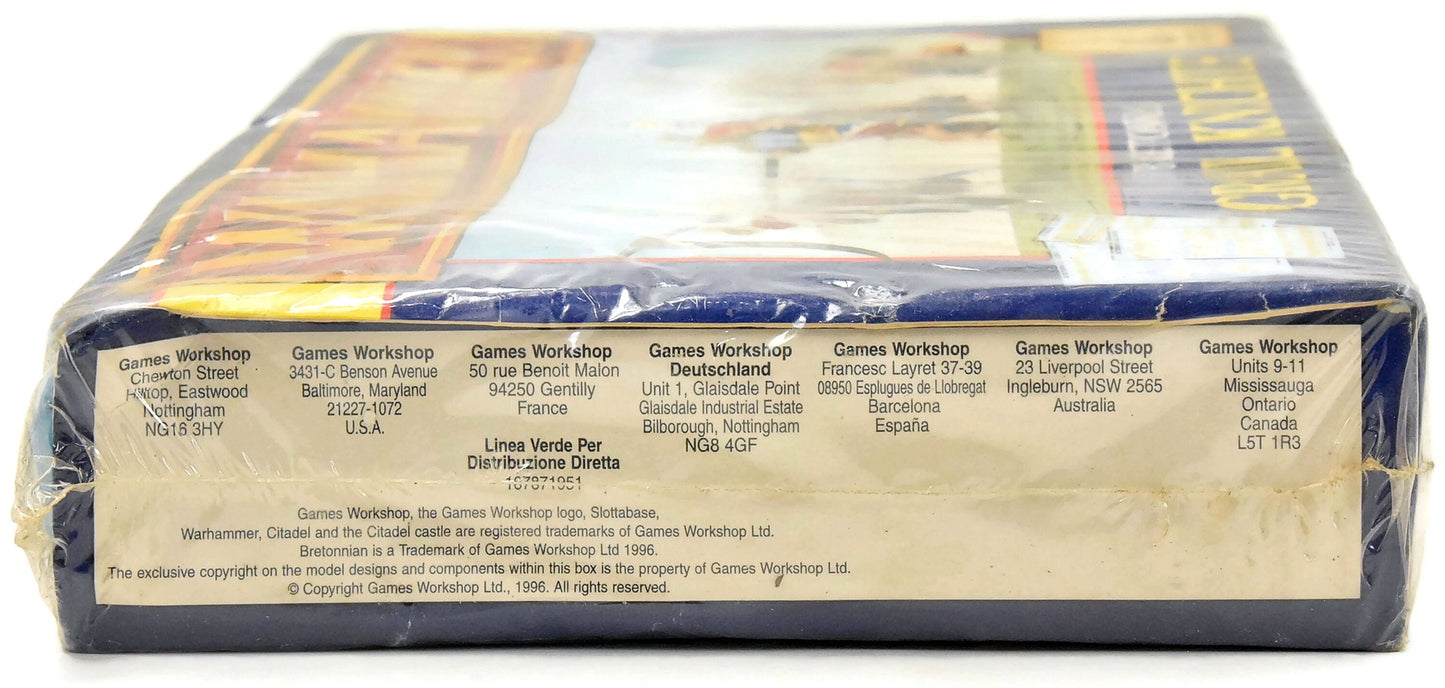 GRAIL KNIGHTS
Games Workshop
Chewton Street
Hilltop, Eastwood
Nottingham
NG16 3HY
Games Workshop
3431-C Benson Avenue
Baltimore, Maryland
21227-1072
U.S.A.
Games Workshop
50 rue Benoit Malon
94250 Gentilly
France
Linea Verde Per
Distribuzione Diretta
167871951
Games Workshop
Deutschland
Unit 1, Glaisdale Point
Glaisdale Industrial Estate
Bilborough, Nottingham
NG8 4GF
Games Workshop
Francesc Layret 37-39
08950 Esplugues de Llobregat
Barcelona
España
Games Workshop
23 Liverpool Street
Ingleburn, NSW 2565
Australia
Games Workshop
Units 9-11
Mississauga
Ontario
Canada
L5T 1R3
Games Workshop, the Games Workshop logo, Slottabase,
Warhammer, Citadel and the Citadel castle are registered trademarks of Games Workshop Ltd.
Bretonnian is a Trademark of Games Workshop Ltd 1996.
The exclusive copyright on the model designs and components within this box is the property of Games Workshop Ltd.
© Copyright Games Workshop Ltd., 1996. All rights reserved.